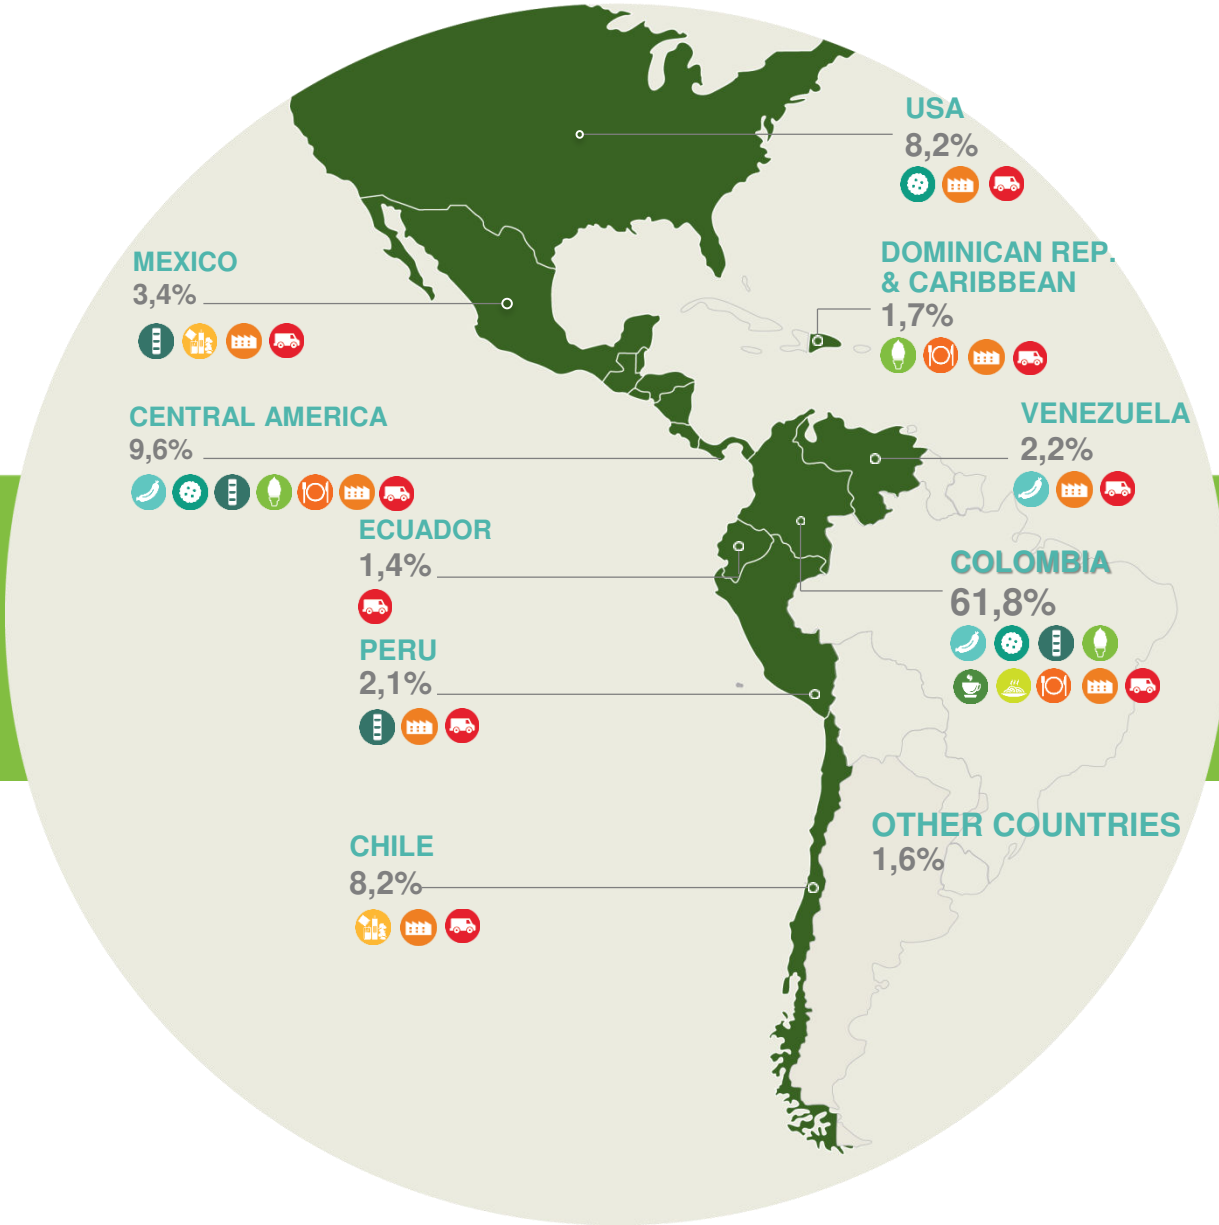 USA
8,2%
MEXICO
3,4%
DOMINICAN REP.
& CARIBBEAN
1,7%
CENTRAL AMERICA
9,6%
VENEZUELA
2,2%
ECUADOR
1,4%
COLOMBIA
61,8%
PERU
2,1%
OTHER COUNTRIES
1,6%
CHILE
8,2%